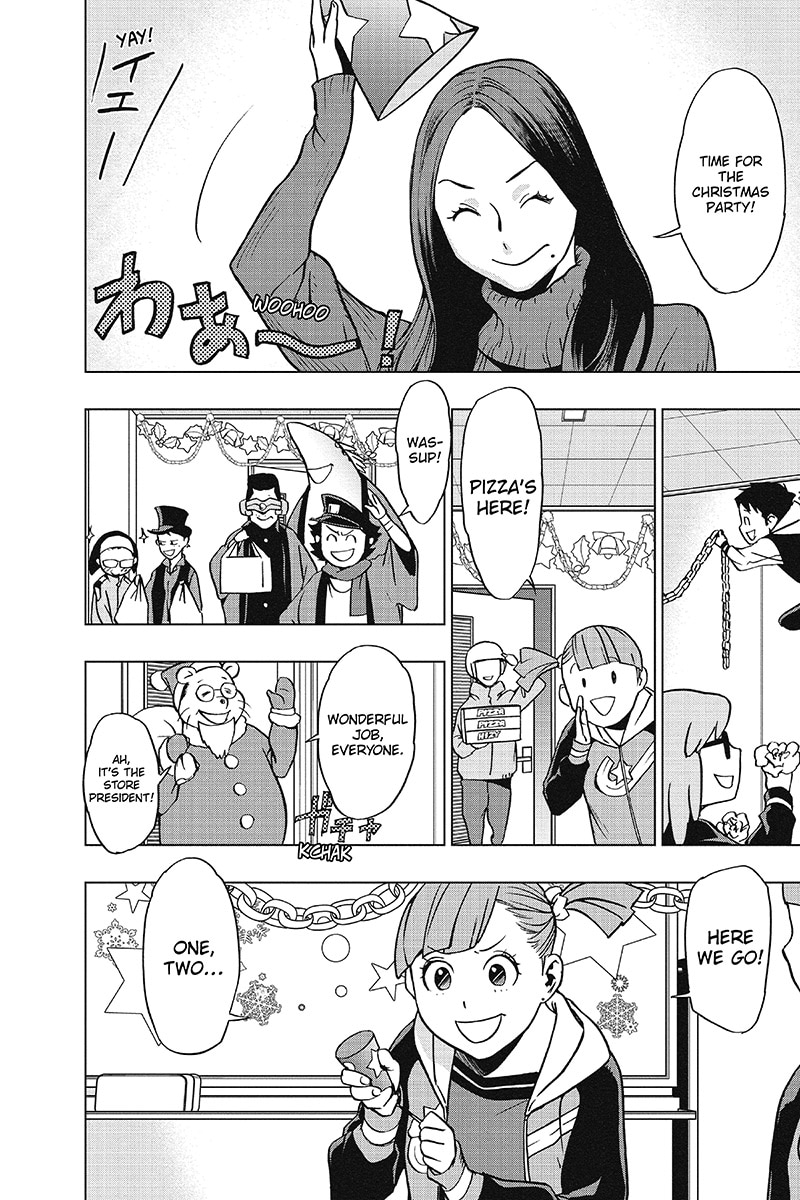 TIME FOR
THE
CHRISTMAS
PARTY!
YAY!
イエー
わあ〜!
WOOHOO
PIZZA'S
HERE!
PIZZA
PIZZA
WAS-
SUP!
WONDERFUL
JOB,
EVERYONE.
AH,
IT'S THE
STORE
PRESIDENT!
ガチャ
KCHAK
HERE
WE GO!
ONE,
TWO...